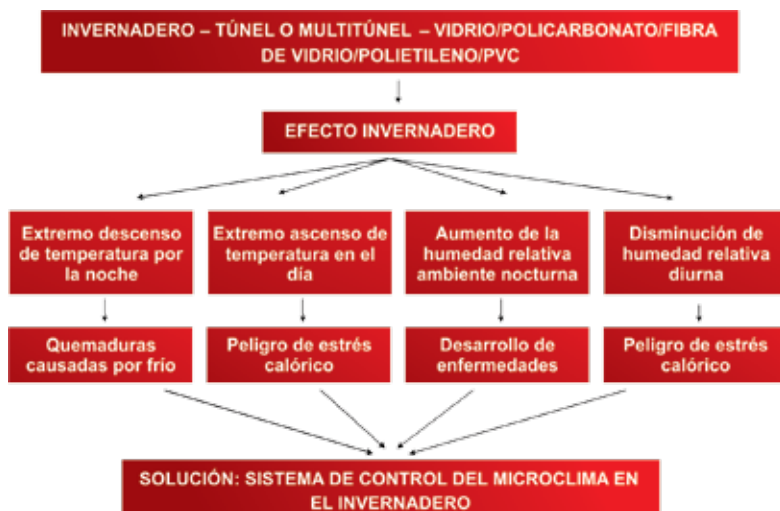 INVERNADERO – TÚNEL O MULTITÚNEL – VIDRIO/POLICARBONATO/FIBRA
DE VIDRIO/POLIETILENO/PVC
EFECTO INVERNADERO
Extremo descenso
de temperatura por
la noche
Extremo ascenso de
temperatura en el
día
Aumento de la
humedad relativa
ambiente nocturna
Disminución de
humedad relativa
diurna
Quemaduras
causadas por frío
Peligro de estrés
calórico
Desarrollo de
enfermedades
Peligro de estrés
calórico
SOLUCIÓN: SISTEMA DE CONTROL DEL MICROCLIMA EN
EL INVERNADERO